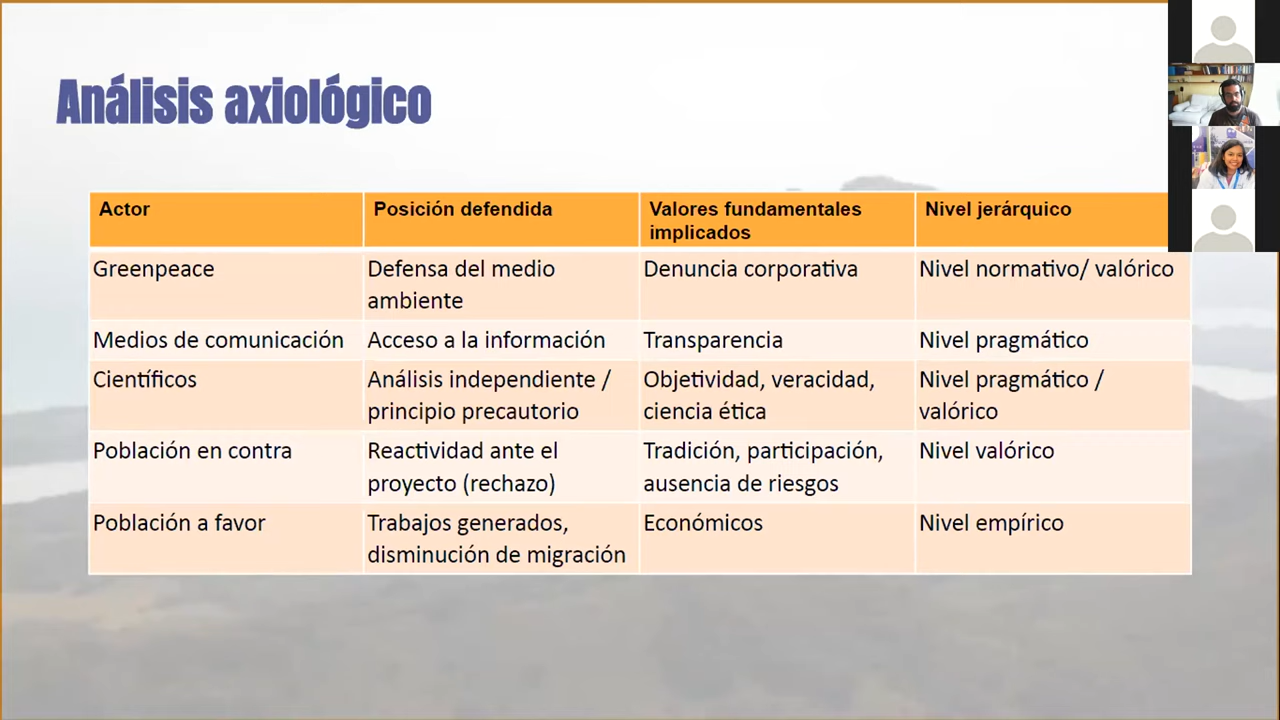 Análisis axiológico
Actor
Posición defendida
Valores fundamentales
implicados
Nivel jerárquico
Greenpeace
Defensa del medio
ambiente
Denuncia corporativa
Nivel normativo/ valórico
Medios de comunicación
Acceso a la información
Transparencia
Nivel pragmático
Científicos
Análisis independiente /
principio precautorio
Objetividad, veracidad,
ciencia ética
Nivel pragmático /
valórico
Población en contra
Reactividad ante el
proyecto (rechazo)
Tradición, participación,
ausencia de riesgos
Nivel valórico
Población a favor
Trabajos generados,
disminución de migración
Económicos
Nivel empírico